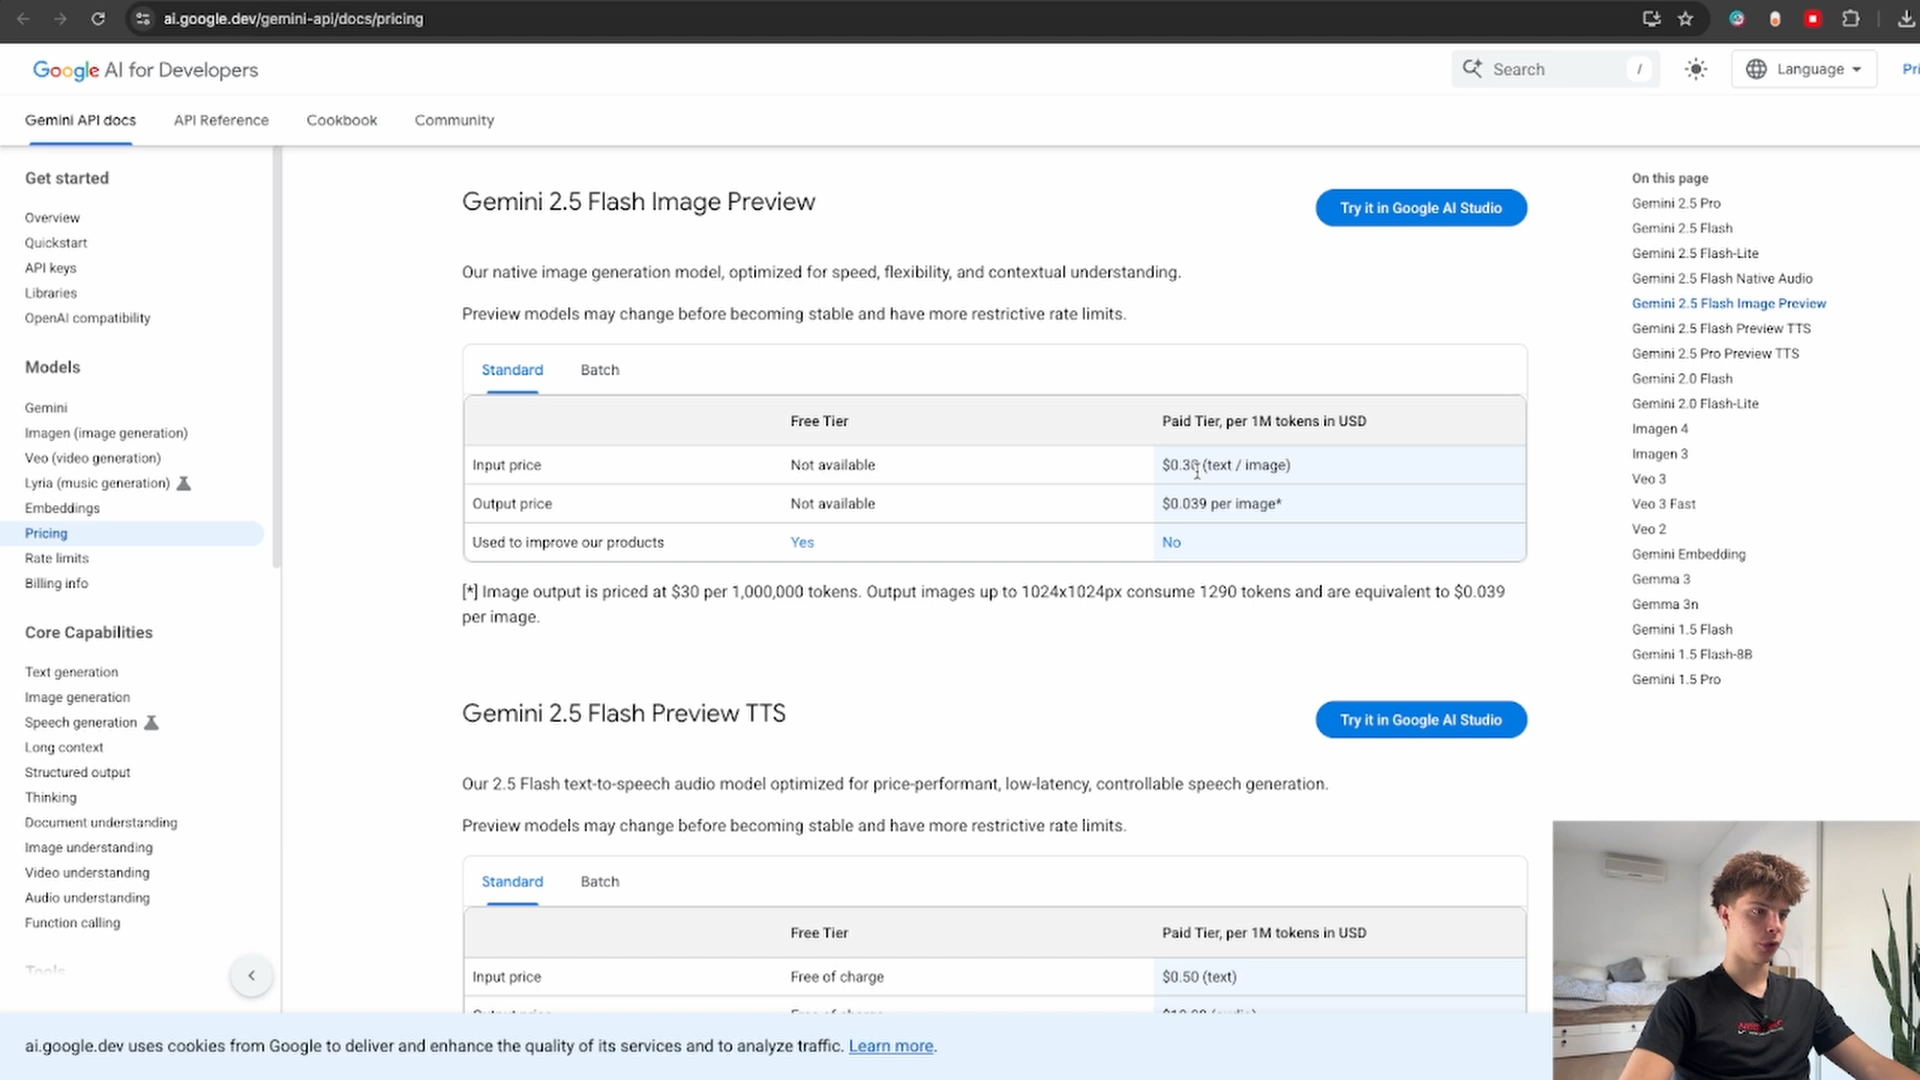 ai.google.dev/gemini-api/docs/pricing
Google AI for Developers
Search
/
Language
Pri
Gemini API docs
API Reference
Cookbook
Community
Get started
Overview
Quickstart
API keys
Libraries
OpenAI compatibility
Models
Gemini
Imagen (image generation)
Veo (video generation)
Lyria (music generation)
Embeddings
Pricing
Rate limits
Billing info
Core Capabilities
Text generation
Image generation
Speech generation
Long context
Structured output
Thinking
Document understanding
Image understanding
Video understanding
Audio understanding
Function calling
Tools
Gemini 2.5 Flash Image Preview
Try it in Google AI Studio
Our native image generation model, optimized for speed, flexibility, and contextual understanding.
Preview models may change before becoming stable and have more restrictive rate limits.
Standard
Batch
Free Tier
Paid Tier, per 1M tokens in USD
Input price
Not available
$0.30 (text / image)
Output price
Not available
$0.039 per image*
Used to improve our products
Yes
No
[*] Image output is priced at $30 per 1,000,000 tokens. Output images up to 1024x1024px consume 1290 tokens and are equivalent to $0.039
per image.
Gemini 2.5 Flash Preview TTS
Try it in Google AI Studio
Our 2.5 Flash text-to-speech audio model optimized for price-performant, low-latency, controllable speech generation.
Preview models may change before becoming stable and have more restrictive rate limits.
Standard
Batch
Free Tier
Paid Tier, per 1M tokens in USD
Input price
Free of charge
$0.50 (text)
On this page
Gemini 2.5 Pro
Gemini 2.5 Flash
Gemini 2.5 Flash-Lite
Gemini 2.5 Flash Native Audio
Gemini 2.5 Flash Image Preview
Gemini 2.5 Flash Preview TTS
Gemini 2.5 Pro Preview TTS
Gemini 2.0 Flash
Gemini 2.0 Flash-Lite
Imagen 4
Imagen 3
Veo 3
Veo 3 Fast
Veo 2
Gemini Embedding
Gemma 3
Gemma 3n
Gemini 1.5 Flash
Gemini 1.5 Flash-8B
Gemini 1.5 Pro
ai.google.dev uses cookies from Google to deliver and enhance the quality of its services and to analyze traffic. Learn more.